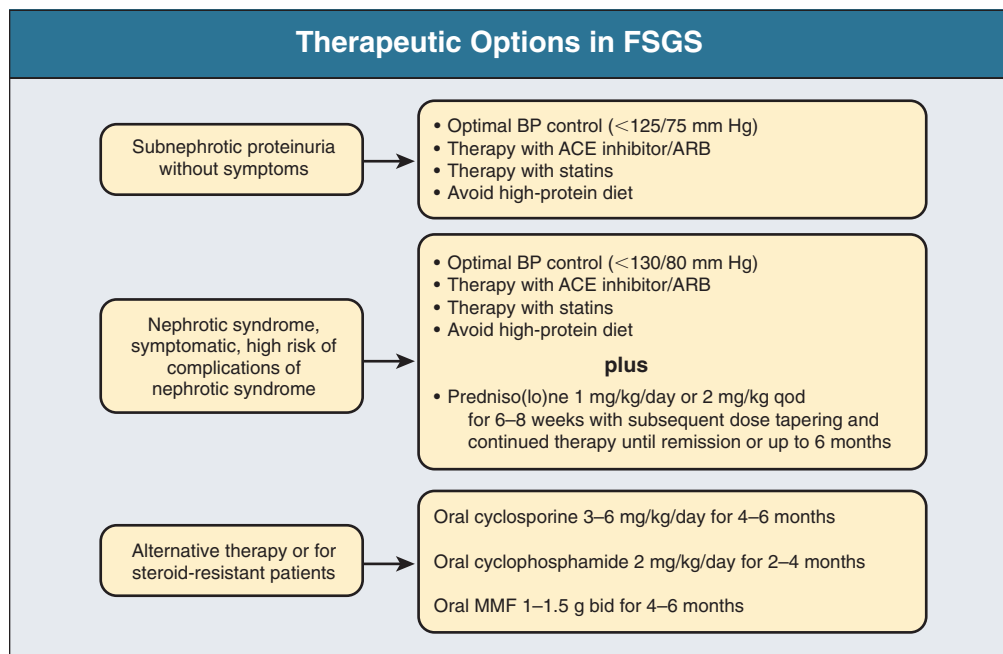 Therapeutic Options in FSGS
Subnephrotic proteinuria
without symptoms
• Optimal BP control (<125/75 mm Hg)
• Therapy with ACE inhibitor/ARB
• Therapy with statins
• Avoid high-protein diet
Nephrotic syndrome,
symptomatic, high risk of
complications of
nephrotic syndrome
• Optimal BP control (<130/80 mm Hg)
• Therapy with ACE inhibitor/ARB
• Therapy with statins
• Avoid high-protein diet
plus
• Predniso(lo)ne 1 mg/kg/day or 2 mg/kg qod
for 6–8 weeks with subsequent dose tapering and
continued therapy until remission or up to 6 months
Alternative therapy or for
steroid-resistant patients
Oral cyclosporine 3–6 mg/kg/day for 4–6 months
Oral cyclophosphamide 2 mg/kg/day for 2–4 months
Oral MMF 1–1.5 g bid for 4–6 months